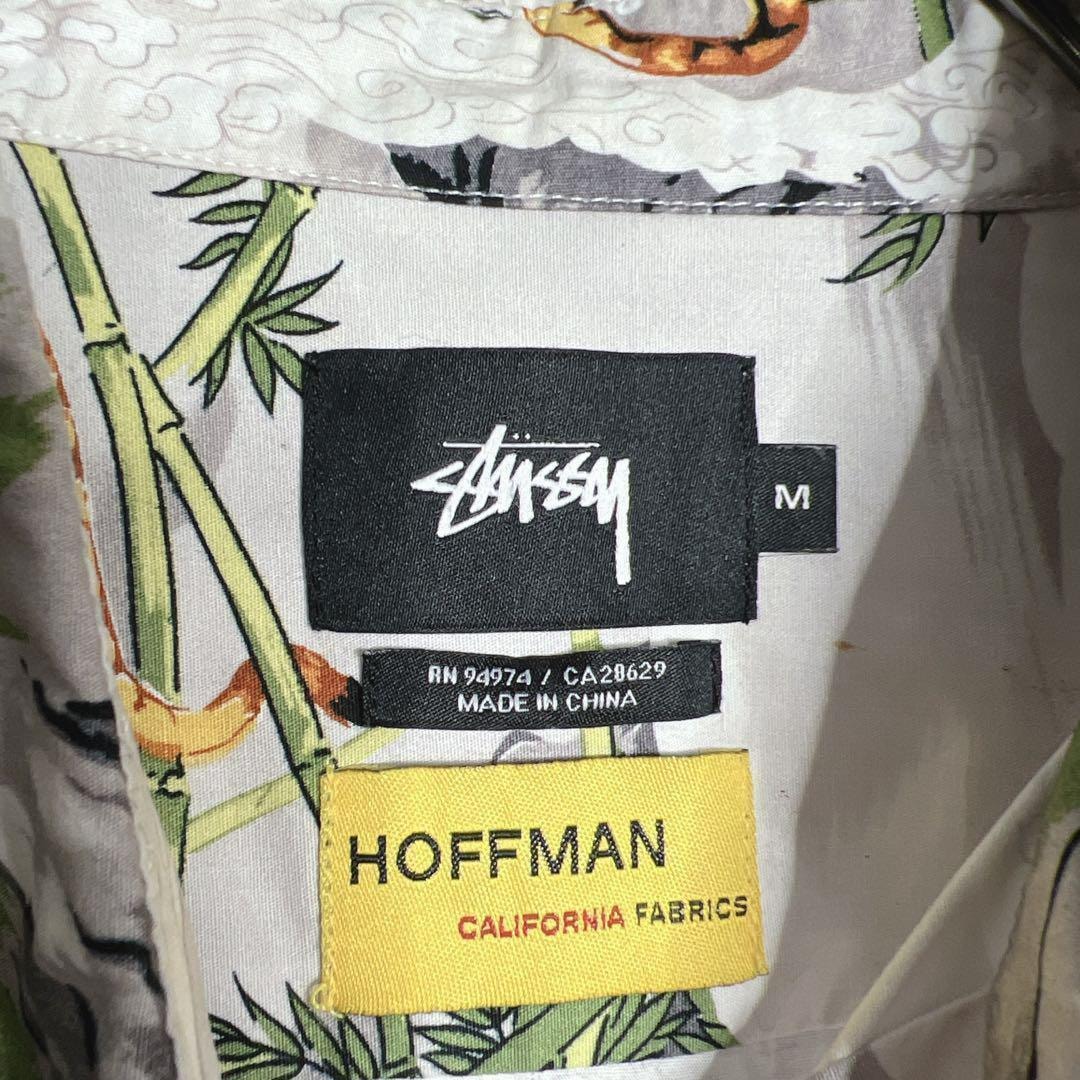 STÜSSY
M
RN 94974 / CA28629
MADE IN CHINA
HOFFMAN
CALIFORNIA FABRICS